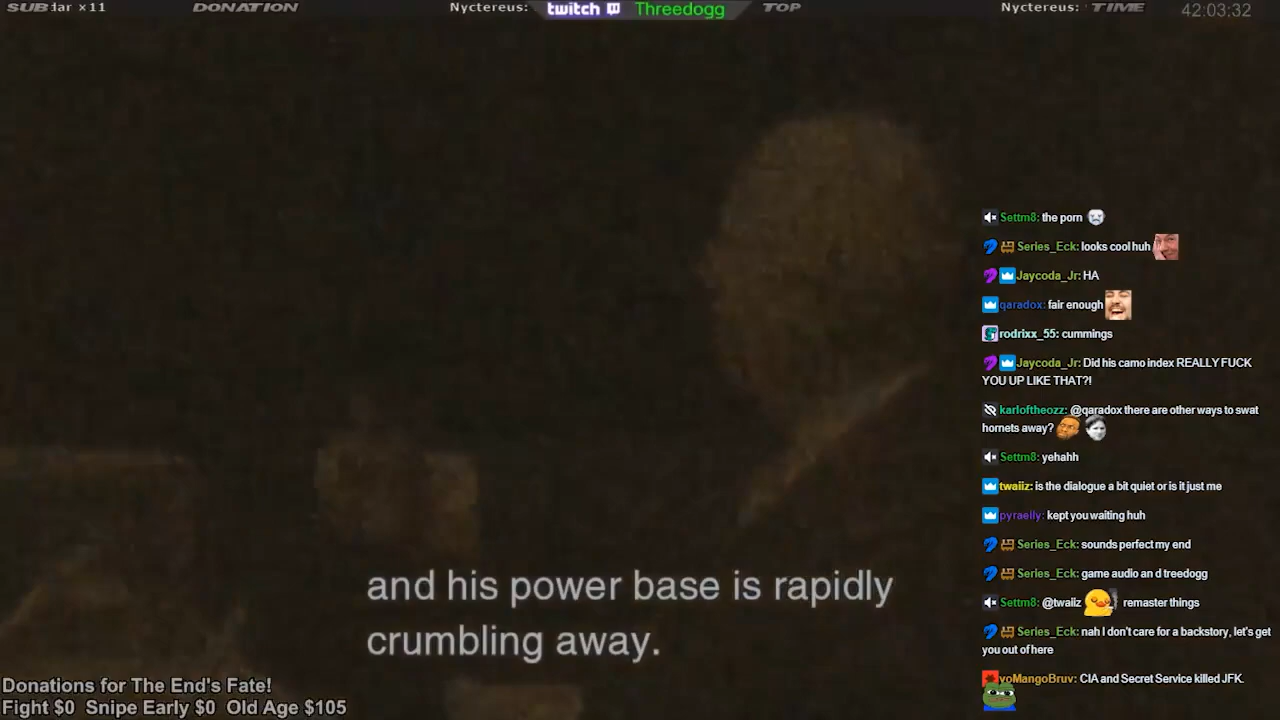 SUB jar ×11 DONATION Nyctereus: twitch Threedogg TOP Nyctereus: TIME 42:03:32
Settm8: the porn
Series_Eck: looks cool huh
Jaycoda_Jr: HA
qaradox: fair enough
rodrixx_55: cummings
Jaycoda_Jr: Did his camo index REALLY FUCK
YOU UP LIKE THAT?!
karloftheozz: @qaradox there are other ways to swat
hornets away?
Settm8: yehahh
twaiiz: is the dialogue a bit quiet or is it just me
pyraelly: kept you waiting huh
Series_Eck: sounds perfect my end
Series_Eck: game audio an d treedogg
Settm8: @twaiiz remaster things
Series_Eck: nah I don't care for a backstory, let's get
you out of here
yoMangoBruv: CIA and Secret Service killed JFK.
and his power base is rapidly
crumbling away.
Donations for The End's Fate!
Fight $0 Snipe Early $0 Old Age $105